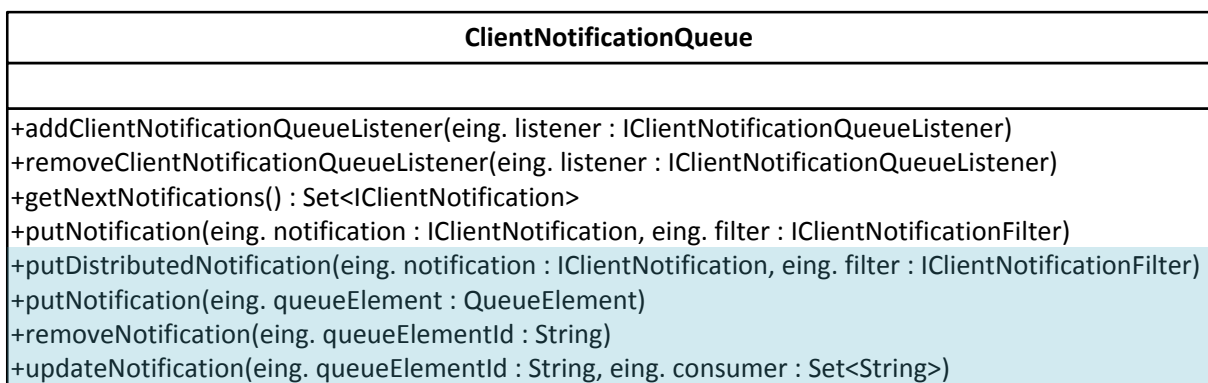 ClientNotificationQueue
+addClientNotificationQueueListener(eing. listener : IClientNotificationQueueListener)
+removeClientNotificationQueueListener(eing. listener : IClientNotificationQueueListener)
+getNextNotifications() : Set<IClientNotification>
+putNotification(eing. notification : IClientNotification, eing. filter : IClientNotificationFilter)
+putDistributedNotification(eing. notification : IClientNotification, eing. filter : IClientNotificationFilter)
+putNotification(eing. queueElement : QueueElement)
+removeNotification(eing. queueElementId : String)
+updateNotification(eing. queueElementId : String, eing. consumer : Set<String>)